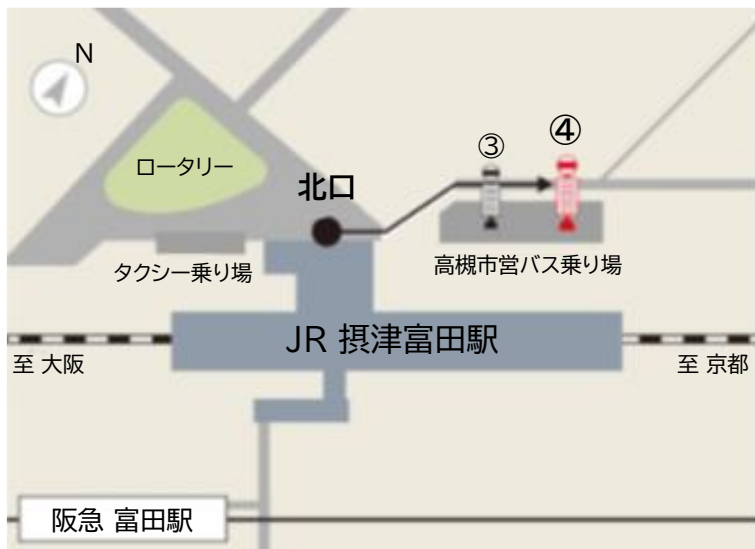 N
ロータリー
北口
③
④
タクシー乗り場
高槻市営バス乗り場
JR 摂津富田駅
至 大阪
至 京都
阪急 富田駅